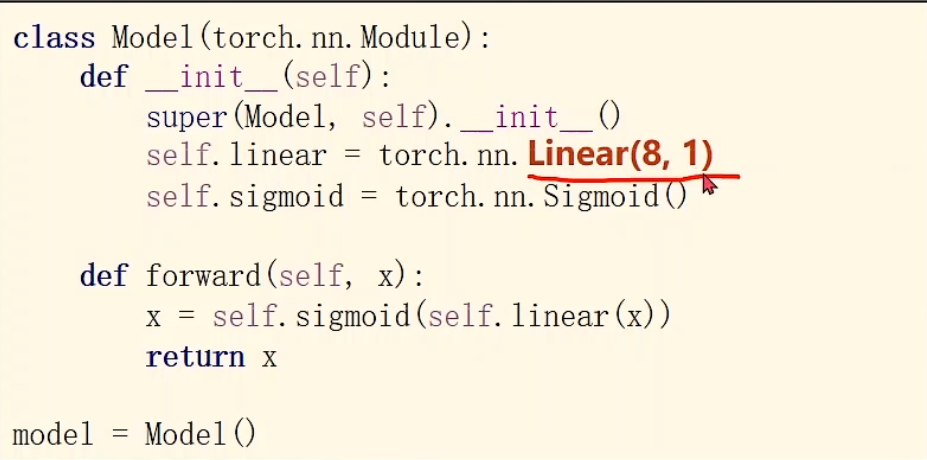 class Model(torch.nn.Module):
def __init__(self):
super(Model, self).__init__()
self.linear = torch.nn.Linear(8, 1)
self.sigmoid = torch.nn.Sigmoid()
def forward(self, x):
x = self.sigmoid(self.linear(x))
return x
model = Model()